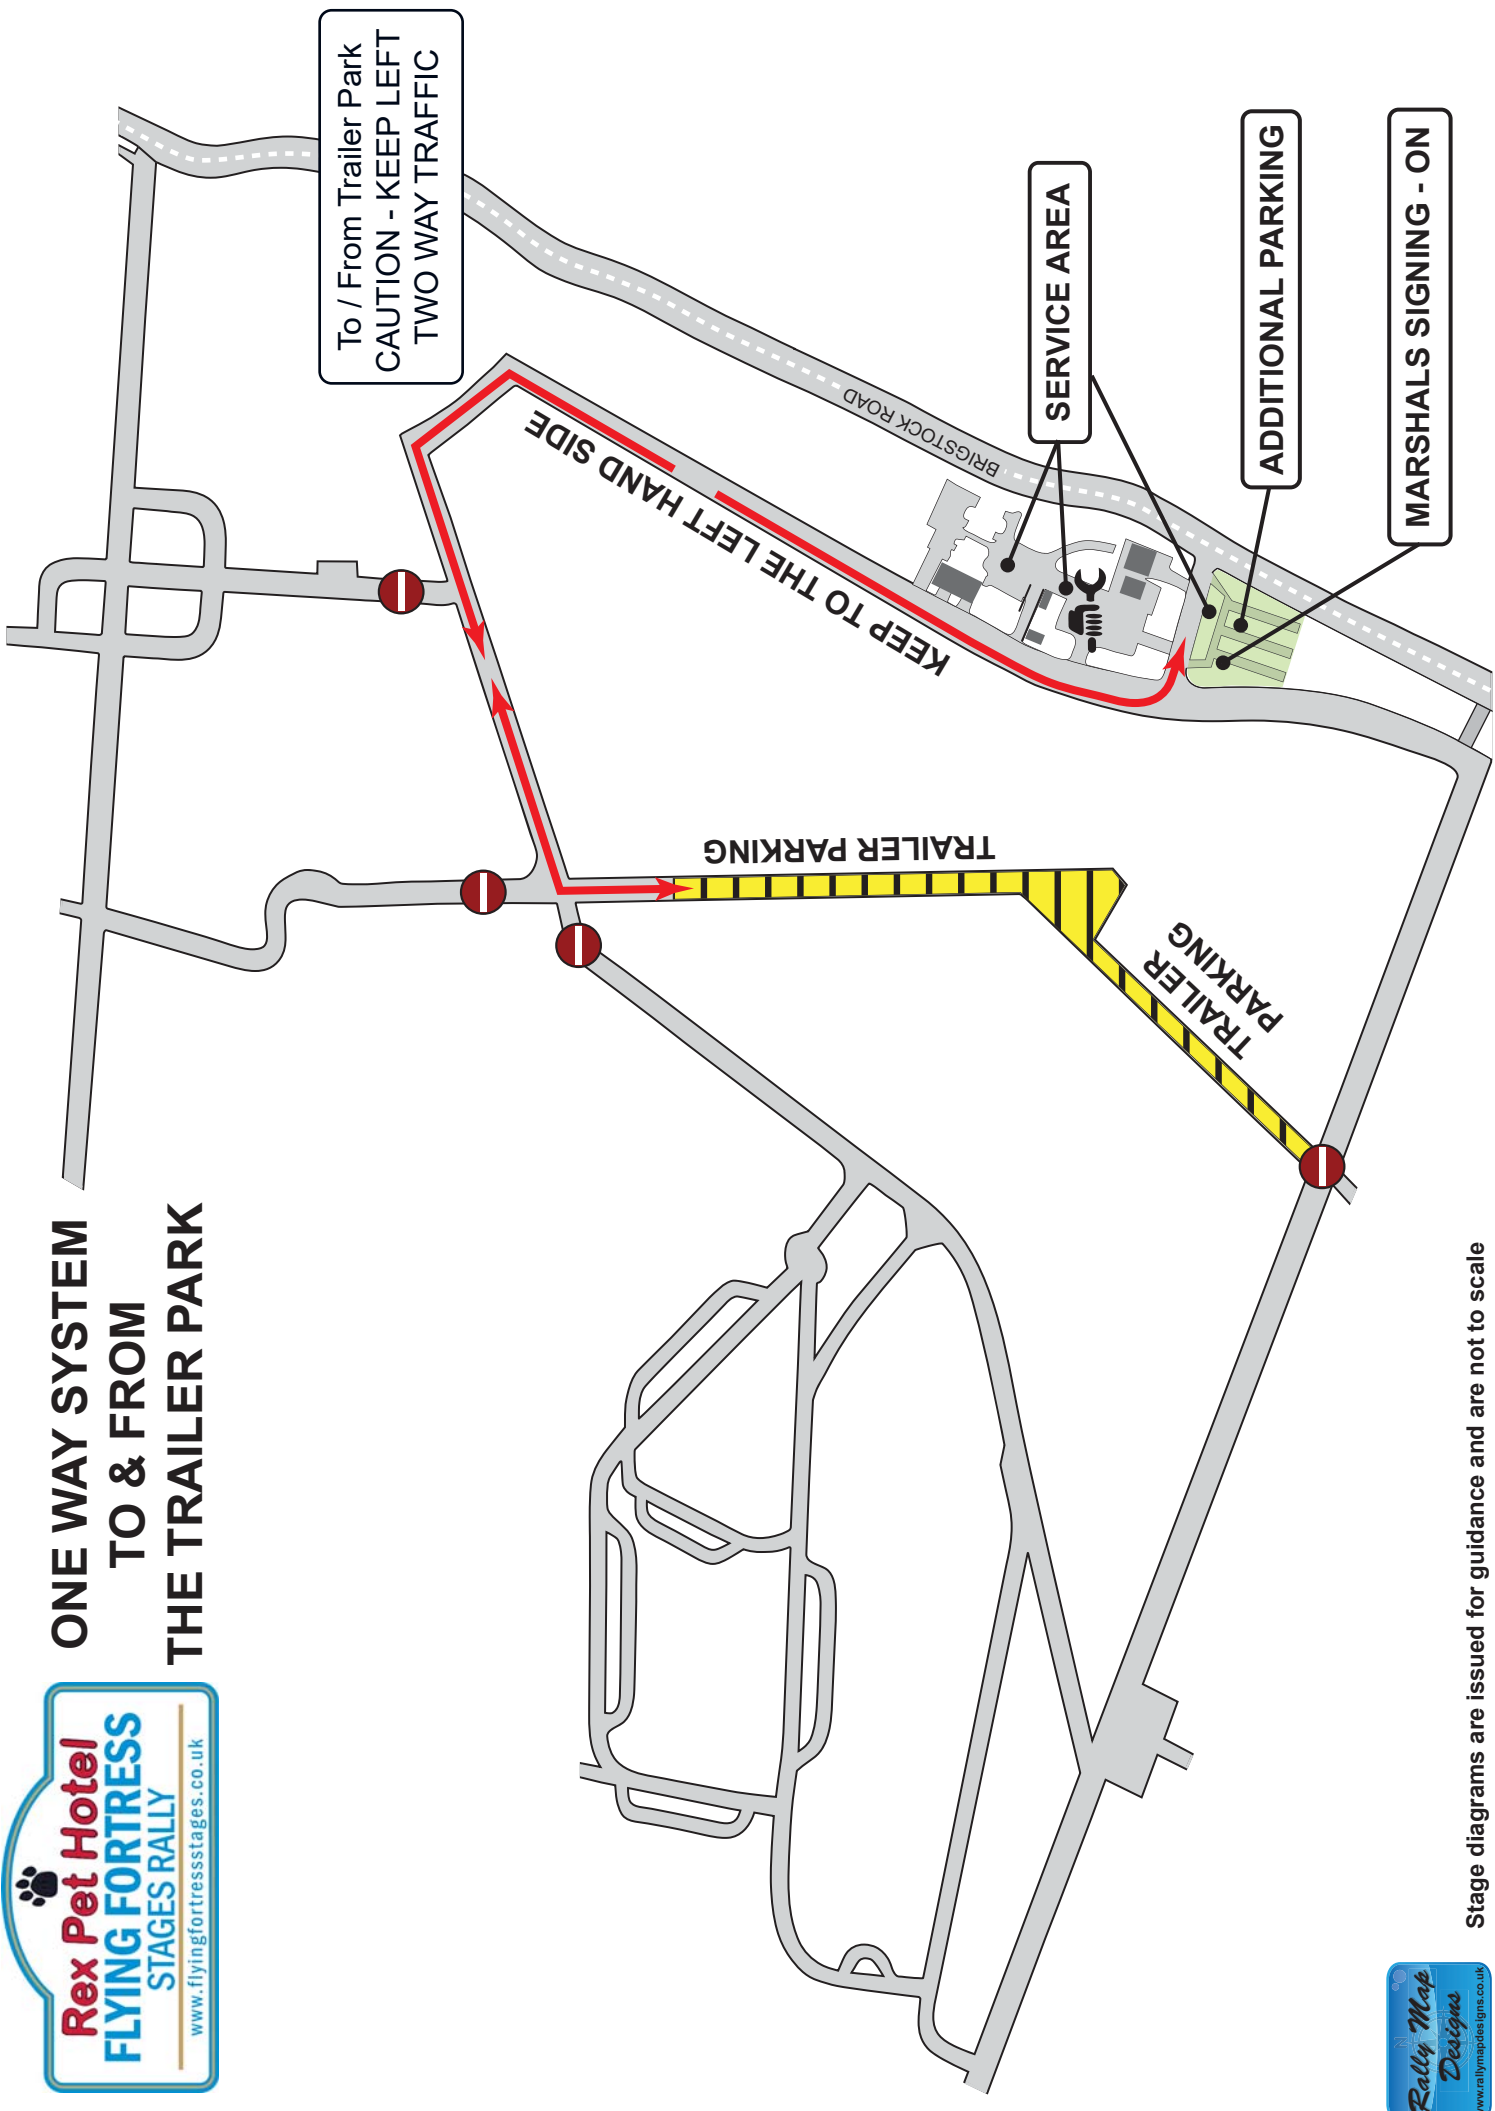 Rex Pet Hotel
FLYING FORTRESS
STAGES RALLY
www.flyingfortressstages.co.uk
ONE WAY SYSTEM
TO & FROM
THE TRAILER PARK
To / From Trailer Park
CAUTION - KEEP LEFT
TWO WAY TRAFFIC
KEEP TO THE LEFT HAND SIDE
BRIGSTOCK ROAD
SERVICE AREA
ADDITIONAL PARKING
MARSHALS SIGNING - ON
TRAILER PARKING
TRAILER
PARKING
Stage diagrams are issued for guidance and are not to scale
Rally Map
Designs
www.rallymapdesigns.co.uk